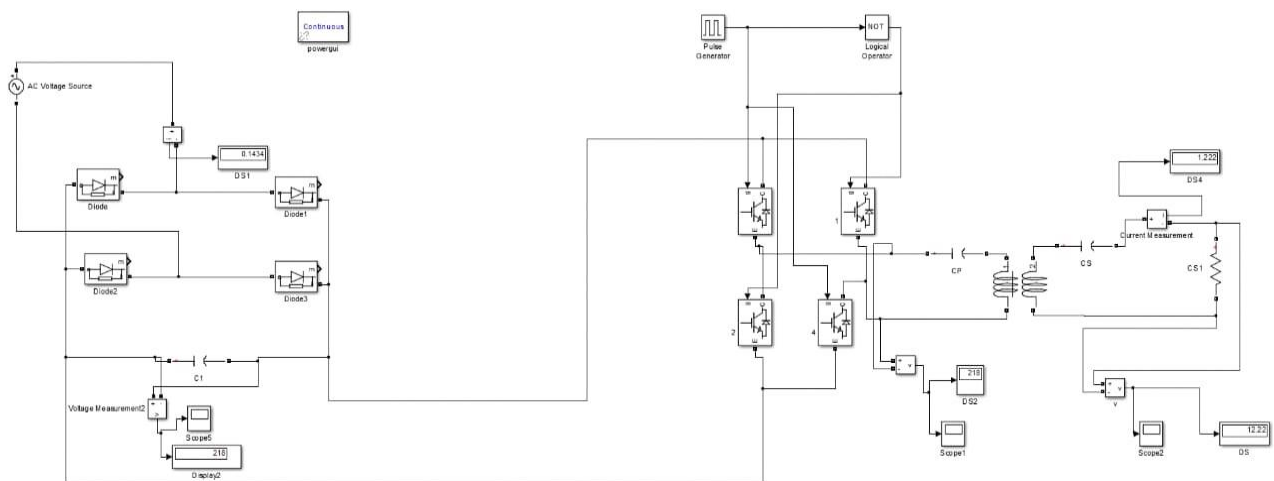 Continuous
powergui
Pulse
Generator
NOT
Logical
Operator
AC Voltage Source
0.1434
DS1
m
Diode
m
Diode1
m
Diode2
m
Diode3
C1
Voltage Measurement2
Scope5
218
Display2
g
C
E
g
C
E
1
g
C
E
2
g
C
E
4
CP
1
2
CS
i
Current Measurement
1.222
DS4
CS1
v
218
DS2
Scope1
v
v
Scope2
12.22
DS